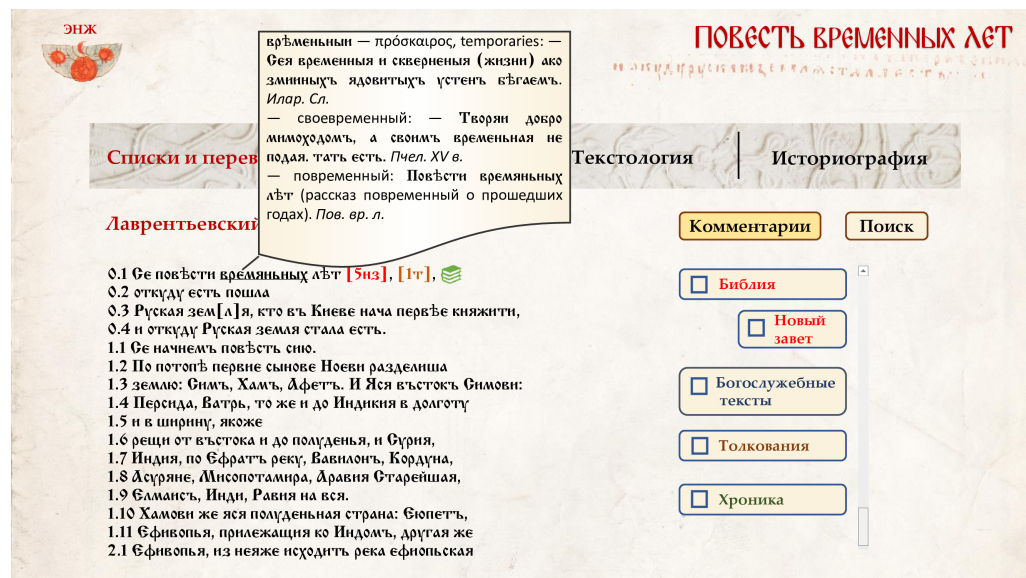 ЭНЖ
ПОВЕСТЬ ВРЕМЕННЫХ ЛЕТ
врѣменьныи — πρόσκαιρος, temporaries: —
Сея временныя и скверненыя (жизни) ако
змииныхъ ядовитыхъ устенъ бѣгаемъ.
Илар. Сл.
— своевременный: — Творяи добро
мимоходомъ, а своимъ временьная не
подая. тать есть. Пчел. XV в.
— повременный: Повѣсти времяньных
лѣт (рассказ повременный о прошедших
годах). Пов. вр. л.
Списки и перев
Текстология
Историография
Лаврентьевский
Комментарии
Поиск
0.1 Се повѣсти времяньных лѣт [5из], [1т],
0.2 откуду есть пошла
0.3 Руская зем[л]я, кто въ Киеве нача первѣе княжити,
0.4 и откуду Руская земля стала есть.
1.1 Се начнемъ повѣсть сию.
1.2 По потопѣ первие сынове Ноеви разделиша
1.3 землю: Симъ, Хамъ, Афетъ. И Яся въстокъ Симови:
1.4 Персида, Ватрь, то же и до Индикия в долготу
1.5 и в ширину, якоже
1.6 рещи от въстока и до полуденья, и Сурия,
1.7 Индия, по Ефратъ реку, Вавилонъ, Кордуна,
1.8 Асуряне, Мисопотамира, Аравия Старейшая,
1.9 Елмаисъ, Инди, Равия на вся.
1.10 Хамови же яся полуденьная страна: Еюпетъ,
1.11 Ефивопья, прилежащия ко Индомъ, другая же
2.1 Ефивопья, из неяже исходить река ефиопьская
Библия
Новый
завет
Богослужебные
тексты
Толкования
Хроника